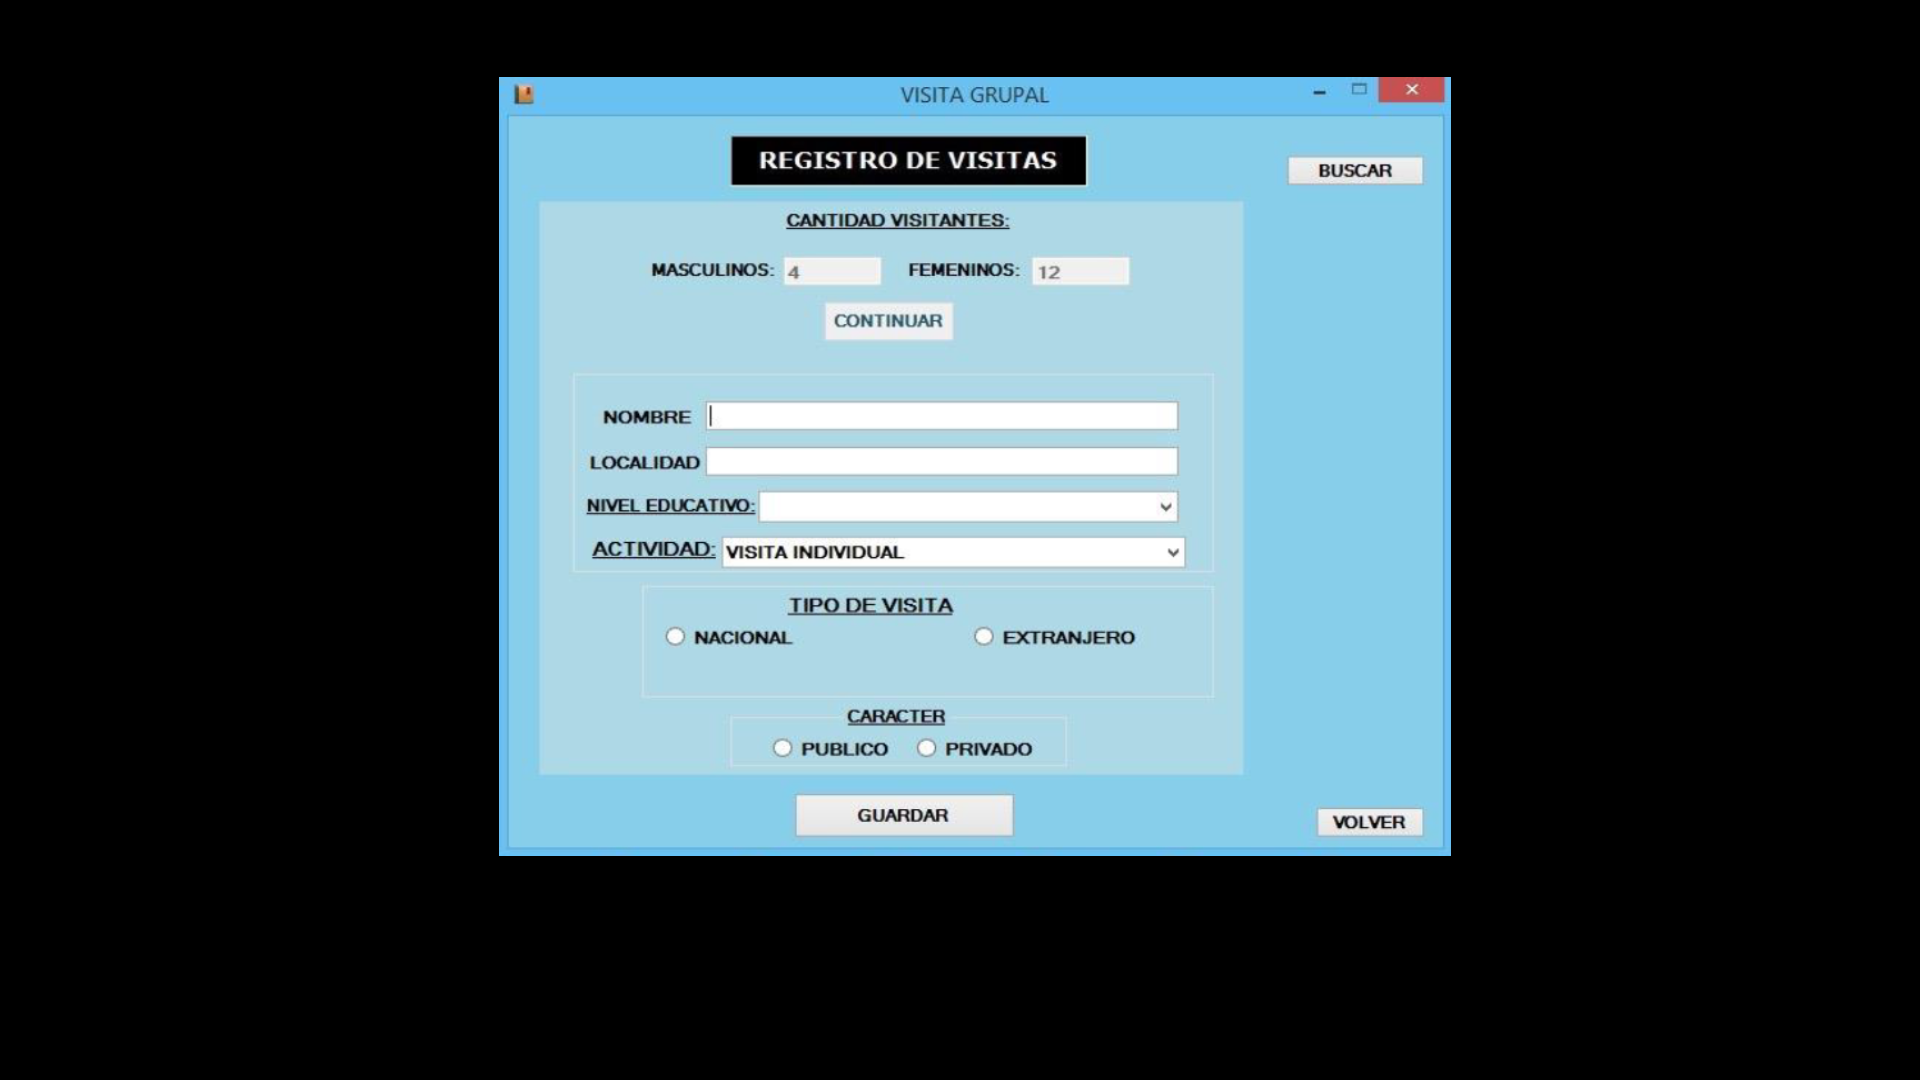 VISITA GRUPAL
REGISTRO DE VISITAS
BUSCAR
CANTIDAD VISITANTES:
MASCULINOS: 4 FEMENINOS: 12
CONTINUAR
NOMBRE
LOCALIDAD
NIVEL EDUCATIVO:
ACTIVIDAD: VISITA INDIVIDUAL
TIPO DE VISITA
NACIONAL EXTRANJERO
CARACTER
PUBLICO PRIVADO
GUARDAR
VOLVER